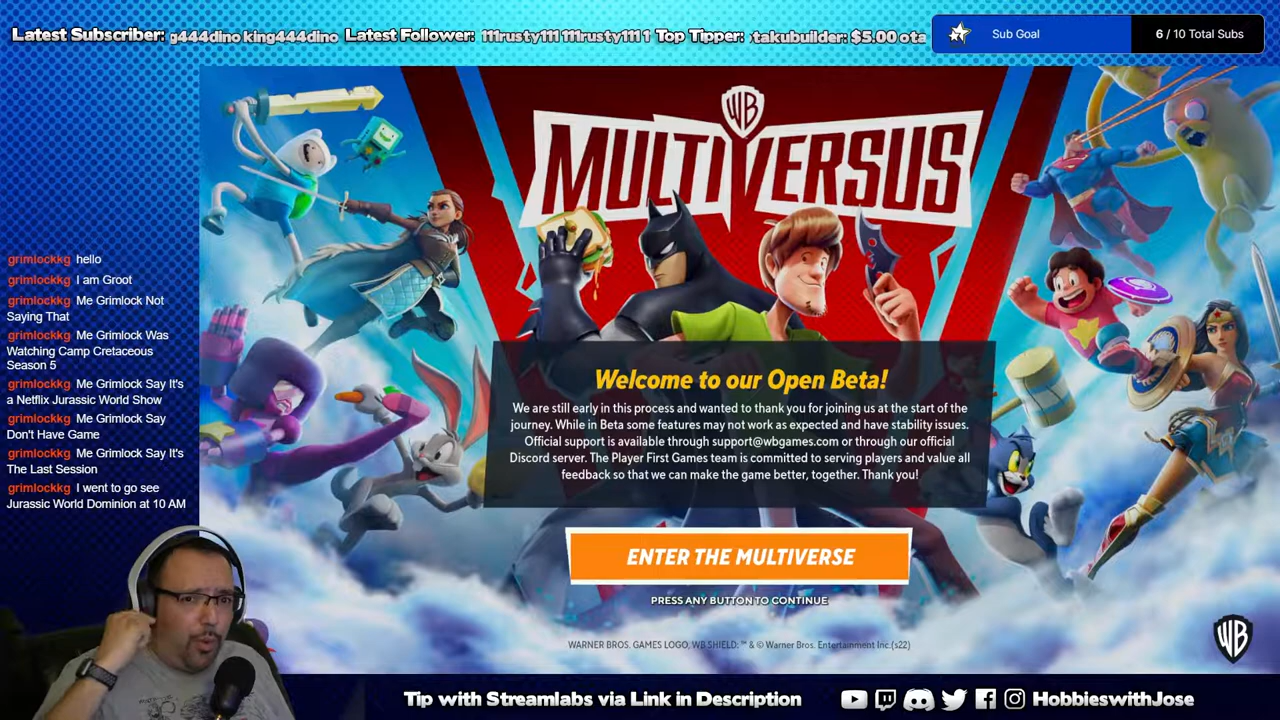 Latest Subscriber: g444dino king444dino Latest Follower: 111rusty111 111rusty111 1 Top Tipper: takubuilder: $5.00 ota
Sub Goal
6 / 10 Total Subs
WB
MULTIVERSUS
grimlockkg hello
grimlockkg I am Groot
grimlockkg Me Grimlock Not
Saying That
grimlockkg Me Grimlock Was
Watching Camp Cretaceous
Season 5
grimlockkg Me Grimlock Say It's
a Netflix Jurassic World Show
grimlockkg Me Grimlock Say
Don't Have Game
grimlockkg Me Grimlock Say It's
The Last Session
grimlockkg I went to go see
Jurassic World Dominion at 10 AM
Welcome to our Open Beta!
We are still early in this process and wanted to thank you for joining us at the start of the
journey. While in Beta some features may not work as expected and have stability issues.
Official support is available through support@wbgames.com or through our official
Discord server. The Player First Games team is committed to serving players and value all
feedback so that we can make the game better, together. Thank you!
ENTER THE MULTIVERSE
PRESS ANY BUTTON TO CONTINUE
WARNER BROS. GAMES LOGO, WB SHIELD: ™ & © Warner Bros. Entertainment Inc.(s22)
WB
Tip with Streamlabs via Link in Description
HobbieswithJose